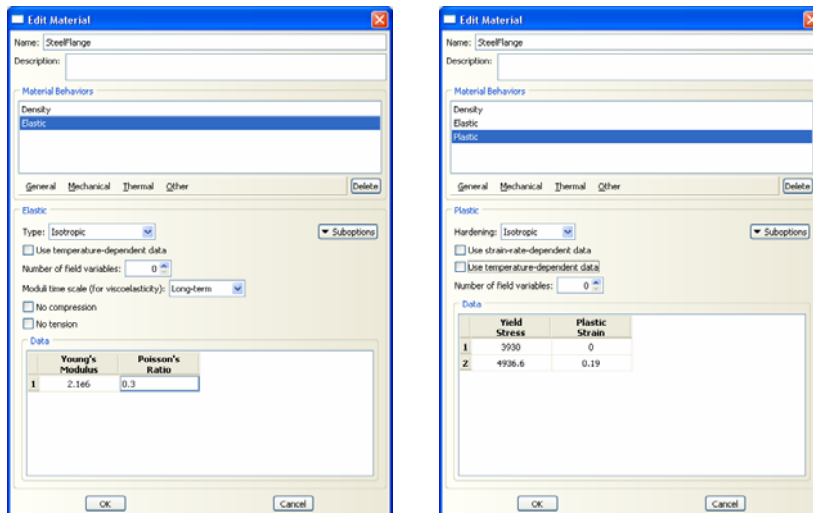 Edit Material
Name: SteelFlange
Description:
Material Behaviors
Density
Elastic
General Mechanical Thermal Other Delete
Elastic
Type: Isotropic Suboptions
Use temperature-dependent data
Number of field variables: 0
Moduli time scale (for viscoelasticity): Long-term
No compression
No tension
Data
Young's Poisson's
Modulus Ratio
1 2.1e6 0.3
OK Cancel
Edit Material
Name: SteelFlange
Description:
Material Behaviors
Density
Elastic
Plastic
General Mechanical Thermal Other Delete
Plastic
Hardening: Isotropic Suboptions
Use strain-rate-dependent data
Use temperature-dependent data
Number of field variables: 0
Data
Yield Plastic
Stress Strain
1 3930 0
2 4936.6 0.19
OK Cancel